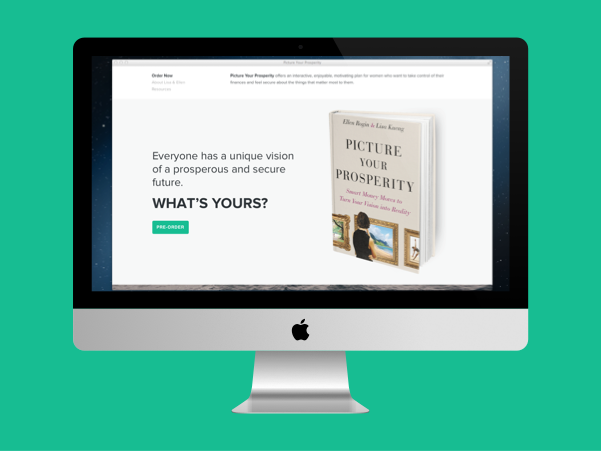 Picture Your Prosperity
Order Now
About Lisa & Ellen
Resources
Picture Your Prosperity offers an interactive, enjoyable, motivating plan for women who want to take control of their
finances and feel secure about the things that matter most to them.
Everyone has a unique vision
of a prosperous and secure
future.
WHAT'S YOURS?
PRE-ORDER
Ellen Rogin & Lisa Kueng
PICTURE
YOUR
PROSPERITY
Smart Money Moves to
Turn Your Vision into Reality